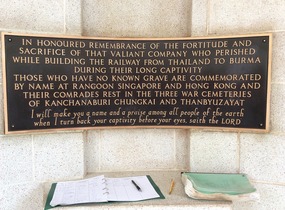 IN HONOURED REMEMBRANCE OF THE FORTITUDE AND
SACRIFICE OF THAT VALIANT COMPANY WHO PERISHED
WHILE BUILDING THE RAILWAY FROM THAILAND TO BURMA
DURING THEIR LONG CAPTIVITY
THOSE WHO HAVE NO KNOWN GRAVE ARE COMMEMORATED
BY NAME AT RANGOON SINGAPORE AND HONG KONG AND
THEIR COMRADES REST IN THE THREE WAR CEMETERIES
OF KANCHANABURI CHUNGKAI AND THANBYUZAYAT
I will make you a name and a praise among all people of the earth
when I turn back your captivity before your eyes, saith the LORD